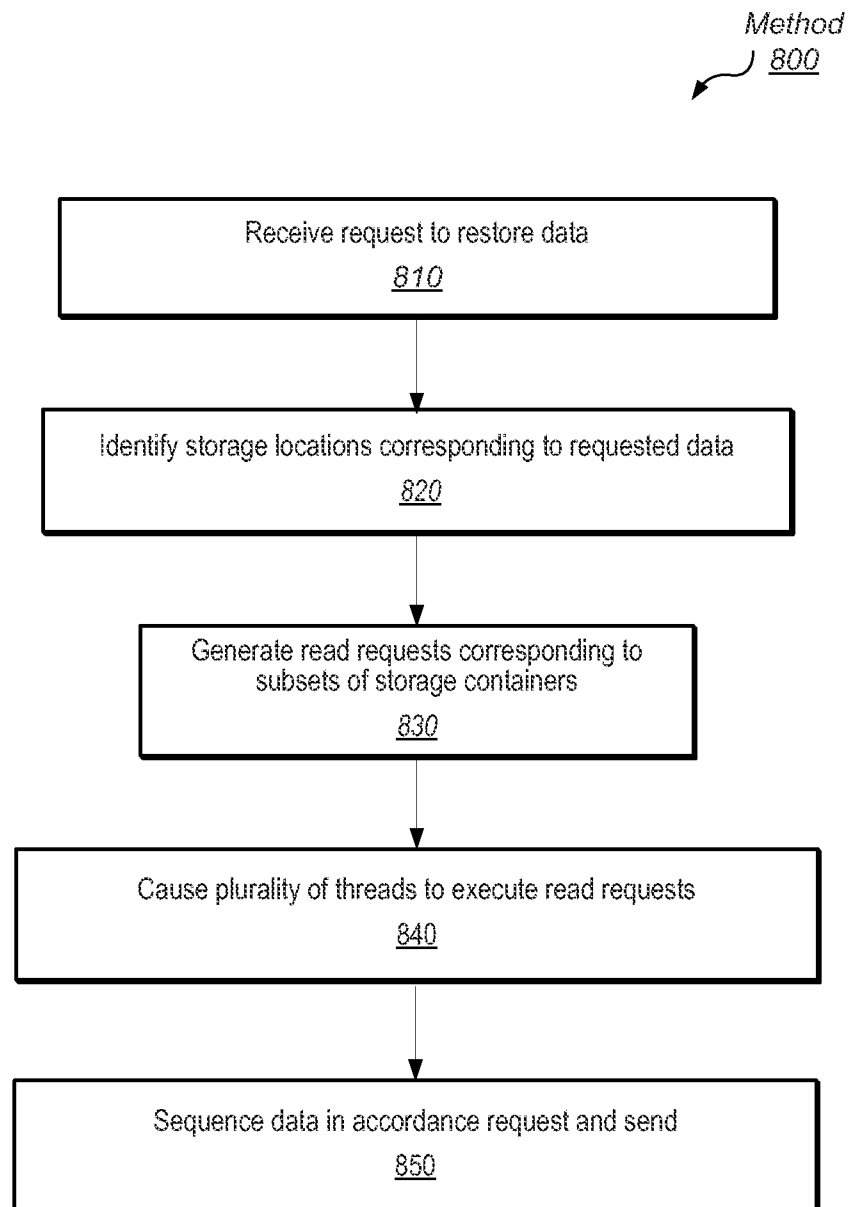 Method
800
Receive request to restore data
810
Identify storage locations corresponding to requested data
820
Generate read requests corresponding to
subsets of storage containers
830
Cause plurality of threads to execute read requests
840
Sequence data in accordance request and send
850